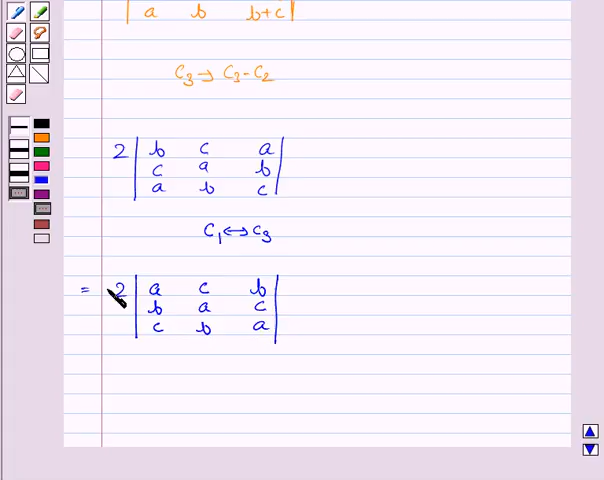 | a b b+c |
C₃ → C₃ - C₂
2 | b c a |
| c a b |
| a b c |
C₁ ↔ C₃
= 2 | a c b |
| b a c |
| c b a |